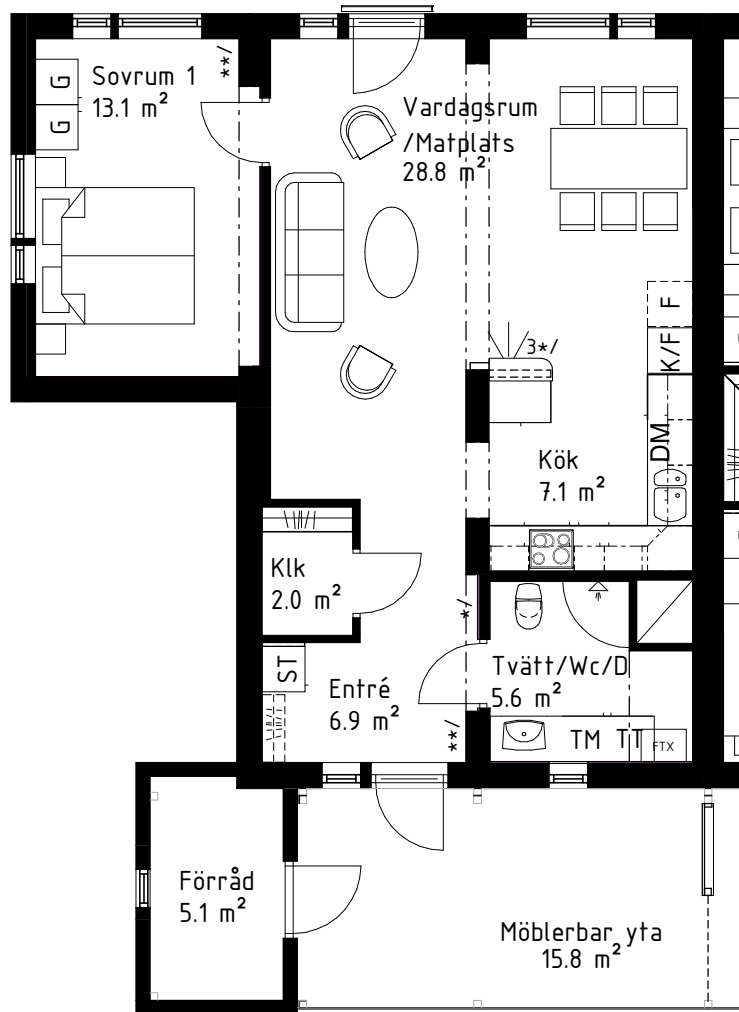 **/
G
G
Sovrum 1
13.1 m²
Vardagsrum
/Matplats
28.8 m²
F
K/F
3*/
DM
Kök
7.1 m²
Klk
2.0 m²
*/
ST
Entré
6.9 m²
**/
Tvätt/Wc/D
5.6 m²
TM TT
FTX
Förråd
5.1 m²
Möblerbar yta
15.8 m²